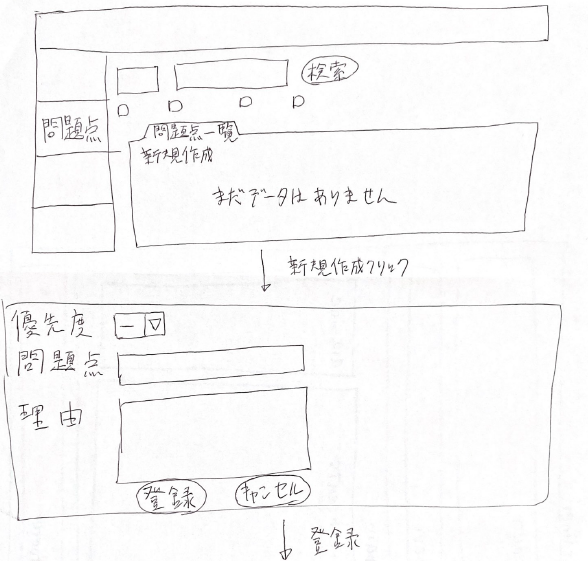 検索
問題点
問題点一覧
新規作成
まだデータはありません
新規作成クリック
優先度 ー ▽
問題点
理由
登録 キャンセル
登録